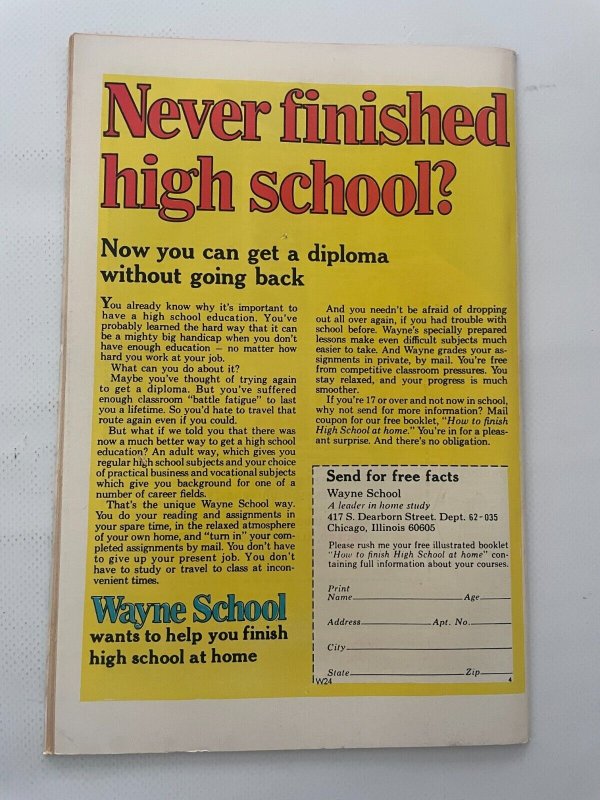 Never finished
high school?
Now you can get a diploma
without going back
You already know why it's important to
have a high school education. You've
probably learned the hard way that it can
be a mighty big handicap when you don't
have enough education — no matter how
hard you work at your job.
What can you do about it?
Maybe you've thought of trying again
to get a diploma. But you've suffered
enough classroom "battle fatigue" to last
you a lifetime. So you'd hate to travel that
route again even if you could.
But what if we told you that there was
now a much better way to get a high school
education? An adult way, which gives you
regular high school subjects and your choice
of practical business and vocational subjects
which give you background for one of a
number of career fields.
That's the unique Wayne School way.
You do your reading and assignments in
your spare time, in the relaxed atmosphere
of your own home, and "turn in" your com-
pleted assignments by mail. You don't have
to give up your present job. You don't
have to study or travel to class at incon-
venient times.
Wayne School
wants to help you finish
high school at home
And you needn't be afraid of dropping
out all over again, if you had trouble with
school before. Wayne's specially prepared
lessons make even difficult subjects much
easier to take. And Wayne grades your as-
signments in private, by mail. You're free
from competitive classroom pressures. You
stay relaxed, and your progress is much
smoother.
If you're 17 or over and not now in school,
why not send for more information? Mail
coupon for our free booklet, "How to finish
High School at home." You're in for a pleas-
ant surprise. And there's no obligation.
Send for free facts
Wayne School
A leader in home study
417 S. Dearborn Street. Dept. 62-035
Chicago, Illinois 60605
Please rush me your free illustrated booklet
"How to finish High School at home" con-
taining full information about your courses.
Print
Name Age
Address Apt. No.
City
State Zip
W24 4